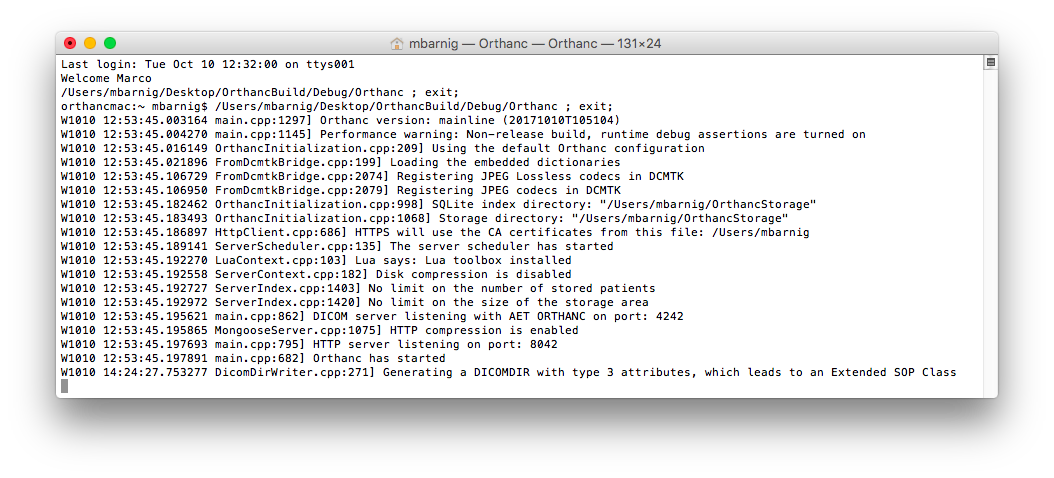 mbarnig — Orthanc — Orthanc — 131×24
Last login: Tue Oct 10 12:32:00 on ttys001
Welcome Marco
/Users/mbarnig/Desktop/OrthancBuild/Debug/Orthanc ; exit;
orthancmac:~ mbarnig$ /Users/mbarnig/Desktop/OrthancBuild/Debug/Orthanc ; exit;
W1010 12:53:45.003164 main.cpp:1297] Orthanc version: mainline (20171010T105104)
W1010 12:53:45.004270 main.cpp:1145] Performance warning: Non-release build, runtime debug assertions are turned on
W1010 12:53:45.016149 OrthancInitialization.cpp:209] Using the default Orthanc configuration
W1010 12:53:45.021896 FromDcmtkBridge.cpp:199] Loading the embedded dictionaries
W1010 12:53:45.106729 FromDcmtkBridge.cpp:2074] Registering JPEG Lossless codecs in DCMTK
W1010 12:53:45.106950 FromDcmtkBridge.cpp:2079] Registering JPEG codecs in DCMTK
W1010 12:53:45.182462 OrthancInitialization.cpp:998] SQLite index directory: "/Users/mbarnig/OrthancStorage"
W1010 12:53:45.183493 OrthancInitialization.cpp:1068] Storage directory: "/Users/mbarnig/OrthancStorage"
W1010 12:53:45.186897 HttpClient.cpp:686] HTTPS will use the CA certificates from this file: /Users/mbarnig
W1010 12:53:45.189141 ServerScheduler.cpp:135] The server scheduler has started
W1010 12:53:45.192270 LuaContext.cpp:103] Lua says: Lua toolbox installed
W1010 12:53:45.192558 ServerContext.cpp:182] Disk compression is disabled
W1010 12:53:45.192727 ServerIndex.cpp:1403] No limit on the number of stored patients
W1010 12:53:45.192972 ServerIndex.cpp:1420] No limit on the size of the storage area
W1010 12:53:45.195621 main.cpp:862] DICOM server listening with AET ORTHANC on port: 4242
W1010 12:53:45.195865 MongooseServer.cpp:1075] HTTP compression is enabled
W1010 12:53:45.197693 main.cpp:795] HTTP server listening on port: 8042
W1010 12:53:45.197891 main.cpp:682] Orthanc has started
W1010 14:24:27.753277 DicomDirWriter.cpp:271] Generating a DICOMDIR with type 3 attributes, which leads to an Extended SOP Class